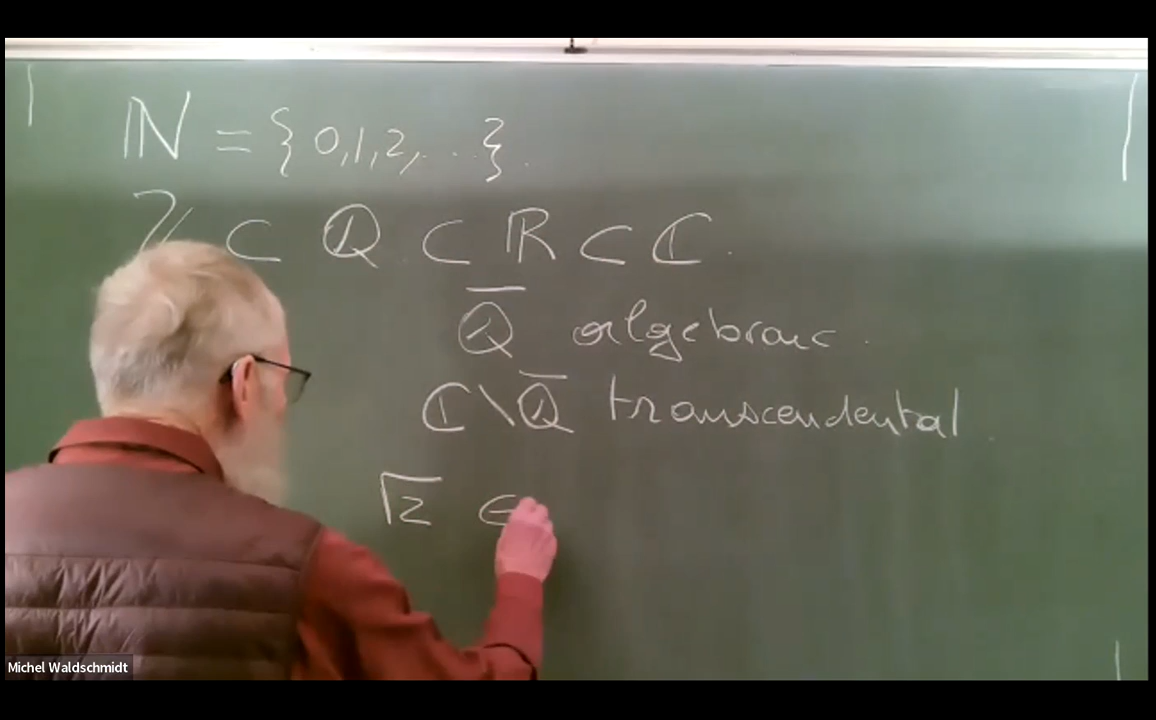 ℕ = {0,1,2,...}.
ℤ ⊂ ℚ ⊂ ℝ ⊂ ℂ.
ℚ̅ algebraic.
ℂ\ℚ̅ transcendental.
√2 ∈
Michel Waldschmidt